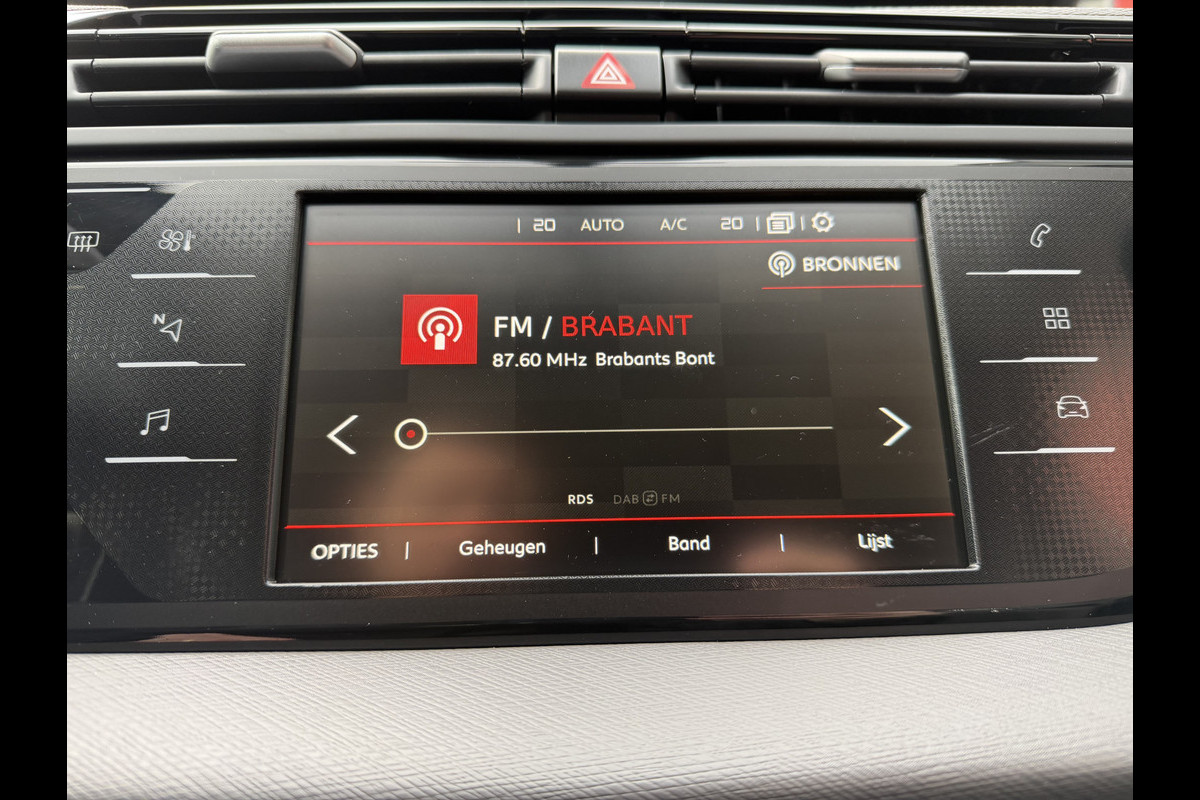 20 AUTO A/C 20
BRONNEN
FM / BRABANT
87.60 MHz Brabants Bont
N
RDS DAB FM
OPTIES | Geheugen | Band | Lijst